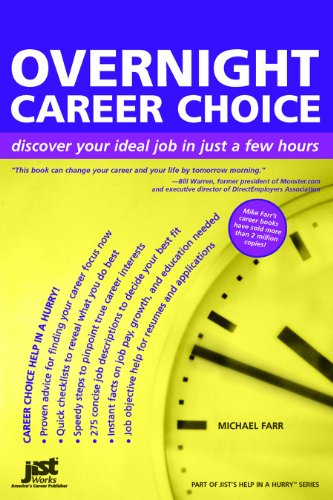 OVERNIGHT
CAREER CHOICE
discover your ideal job in just a few hours
"This book can change your career and your life by tomorrow morning."
—Bill Warren, former president of Monster.com
and executive director of DirectEmployers Association
Mike Farr's
career books
have sold more
than 2 million
copies!
CAREER CHOICE HELP IN A HURRY!
• Proven advice for finding your career focus now
• Quick checklists to reveal what you do best
• Speedy steps to pinpoint true career interests
• 275 concise job descriptions to decide your best fit
• Instant facts on job pay, growth, and education needed
• Job objective help for resumes and applications
MICHAEL FARR
jist
Works
America's Career Publisher
PART OF JIST'S HELP IN A HURRY™ SERIES